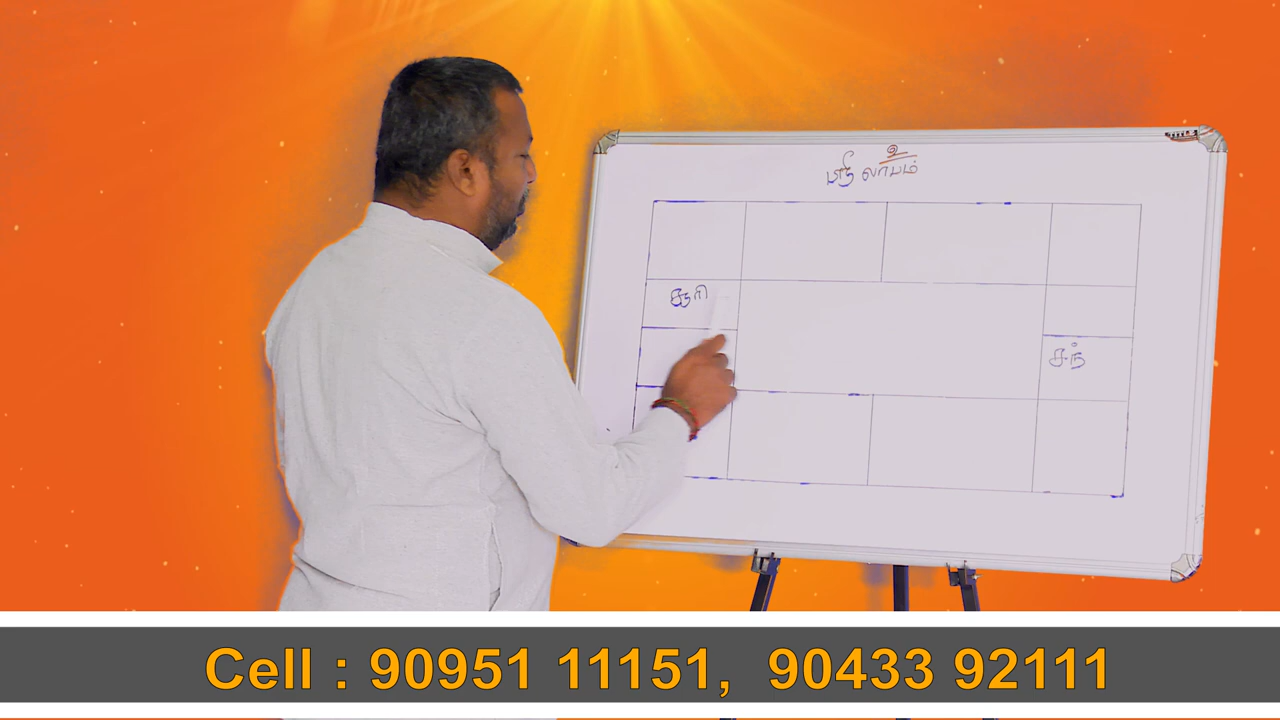 உ
ஸ்ரீ லாபம்
சூரி
சந்
Cell : 90951 11151, 90433 92111